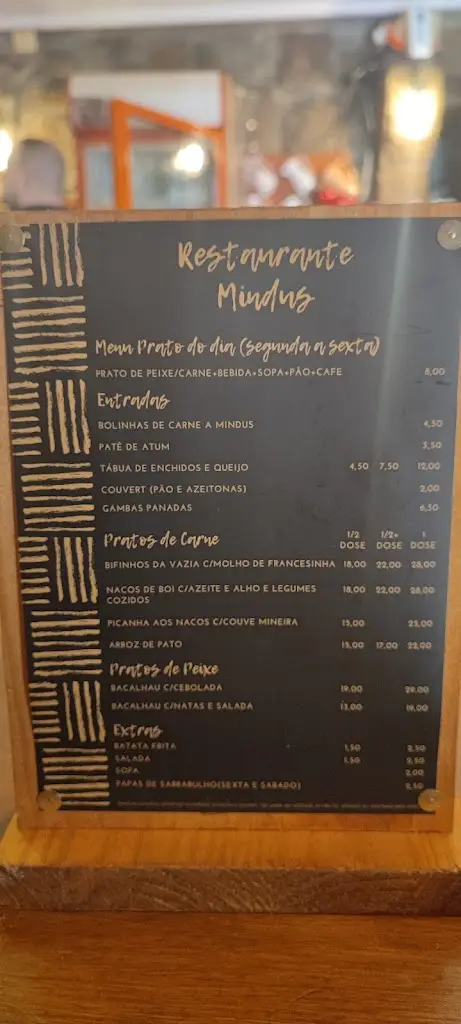 Restaurante
Mindus
Menu Prato do dia (segunda a sexta)
PRATO DE PEIXE/CARNE+BEBIDA+SOPA+PÃO+CAFE 8,00
Entradas
BOLINHAS DE CARNE A MINDUS 4,50
PATÊ DE ATUM 3,50
TÁBUA DE ENCHIDOS E QUEIJO 4,50 7,50 12,00
COUVERT (PÃO E AZEITONAS) 2,00
GAMBAS PANADAS 6,50
Pratos de Carne 1/2 DOSE 1/2+ DOSE 1 DOSE
BIFINHOS DA VAZIA C/MOLHO DE FRANCESINHA 18,00 22,00 28,00
NACOS DE BOI C/AZEITE E ALHO E LEGUMES 18,00 22,00 28,00
COZIDOS
PICANHA AOS NACOS C/COUVE MINEIRA 15,00 25,00
ARROZ DE PATO 13,00 17,00 22,00
Pratos de Peixe
BACALHAU C/CEBOLADA 19,00 29,00
BACALHAU C/NATAS E SALADA 13,00 19,00
Extras
BATATA FRITA 1,50 2,50
SALADA 1,50 2,50
SOPA 2,00
PAPAS DE SARRABULHO(SEXTA E SABADO) 2,50